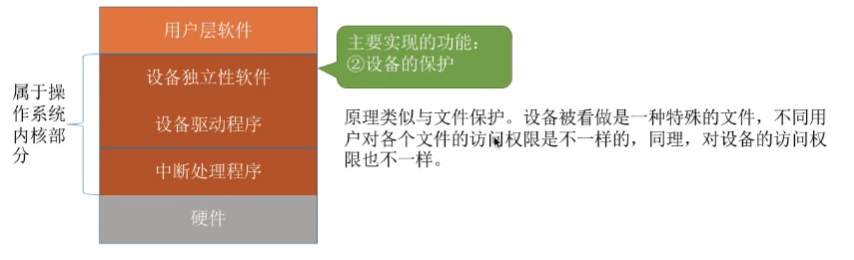 用户层软件
设备独立性软件
设备驱动程序
中断处理程序
硬件
属于操
作系统
内核部
分
主要实现的功能：
②设备的保护
原理类似与文件保护。设备被看做是一种特殊的文件，不同用
户对各个文件的访问权限是不一样的，同理，对设备的访问权
限也不一样。